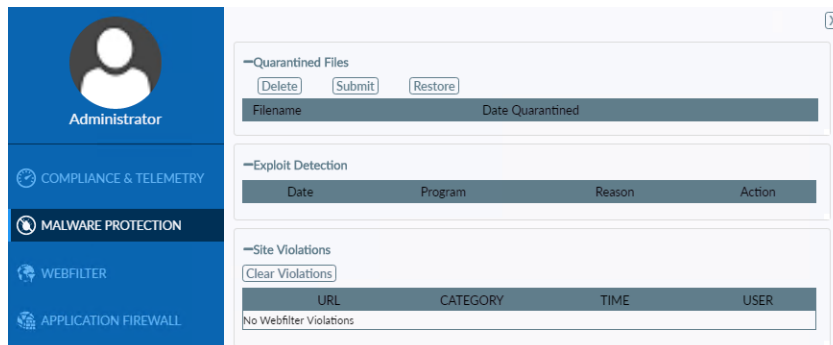 Administrator
COMPLIANCE & TELEMETRY
MALWARE PROTECTION
WEBFILTER
APPLICATION FIREWALL
Quarantined Files
Delete Submit Restore
Filename Date Quarantined
Exploit Detection
Date Program Reason Action
Site Violations
Clear Violations
URL CATEGORY TIME USER
No Webfilter Violations